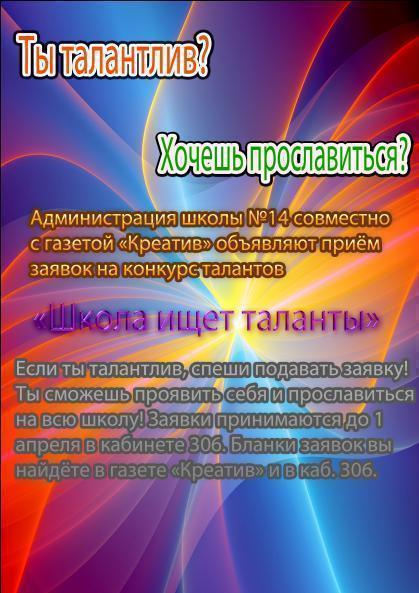 Ты талантлив?
Хочешь прославиться?
Администрация школы №14 совместно
с газетой «Креатив» объявляют приём
заявок на конкурс талантов
«Школа ищет таланты»
Если ты талантлив, спеши подавать заявку!
Ты сможешь проявить себя и прославиться
на всю школу! Заявки принимаются до 1
апреля в кабинете 30б. Бланки заявок вы
найдёте в газете «Креатив» и в каб. 30б.